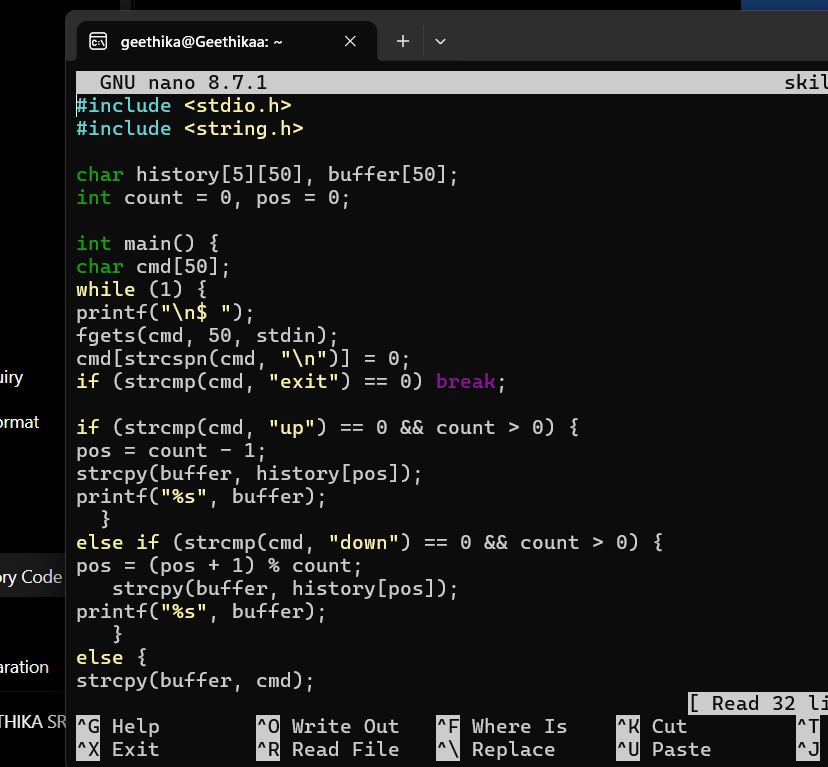 geethika@Geethikaa: ~
GNU nano 8.7.1 skil
#include <stdio.h>
#include <string.h>
char history[5][50], buffer[50];
int count = 0, pos = 0;
int main() {
char cmd[50];
while (1) {
printf("\n$ ");
fgets(cmd, 50, stdin);
cmd[strcspn(cmd, "\n")] = 0;
if (strcmp(cmd, "exit") == 0) break;
if (strcmp(cmd, "up") == 0 && count > 0) {
pos = count - 1;
strcpy(buffer, history[pos]);
printf("%s", buffer);
}
else if (strcmp(cmd, "down") == 0 && count > 0) {
pos = (pos + 1) % count;
strcpy(buffer, history[pos]);
printf("%s", buffer);
}
else {
strcpy(buffer, cmd);
[ Read 32 li
^G Help ^O Write Out ^F Where Is ^K Cut ^T
^X Exit ^R Read File ^\ Replace ^U Paste ^J
uiry
ormat
ory Code
aration
THIKA SR